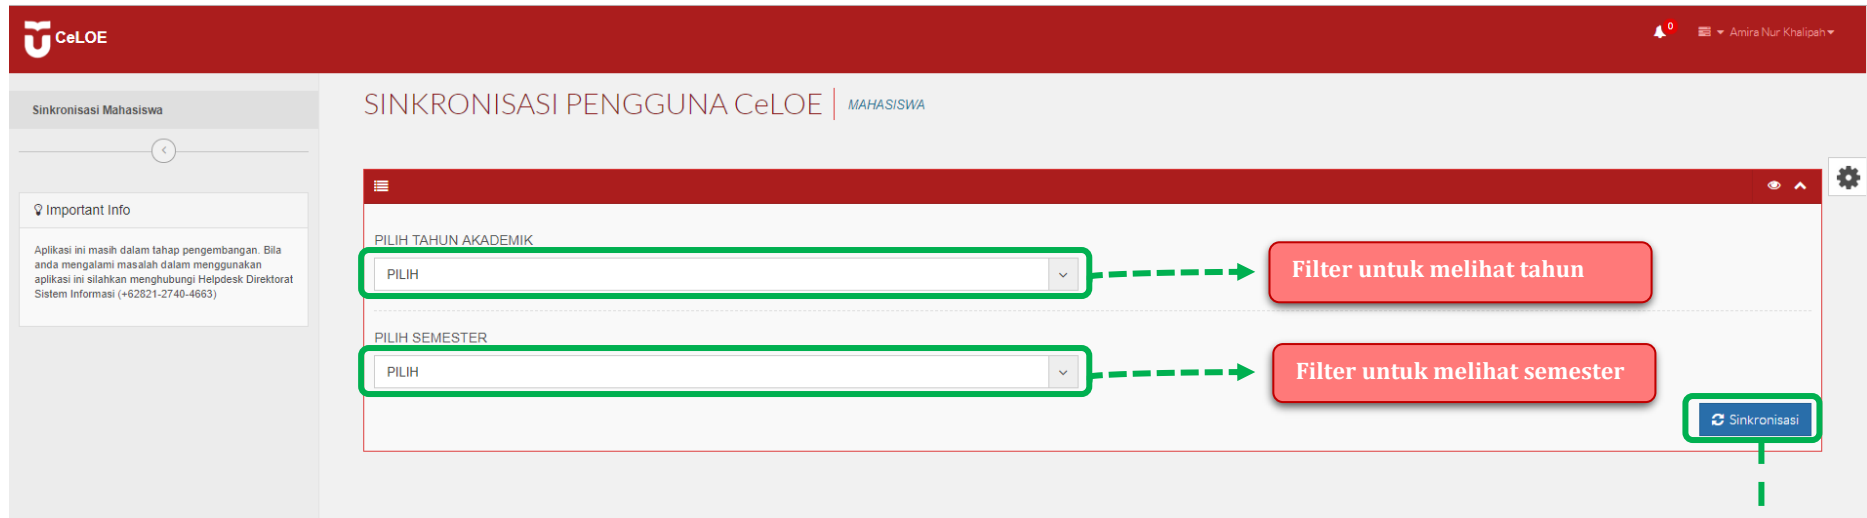 CeLOE
0
Amira Nur Khalipah
Sinkronisasi Mahasiswa
SINKRONISASI PENGGUNA CeLOE
MAHASISWA
Important Info
Aplikasi ini masih dalam tahap pengembangan. Bila
anda mengalami masalah dalam menggunakan
aplikasi ini silahkan menghubungi Helpdesk Direktorat
Sistem Informasi (+62821-2740-4663)
PILIH TAHUN AKADEMIK
PILIH
Filter untuk melihat tahun
PILIH SEMESTER
PILIH
Filter untuk melihat semester
Sinkronisasi